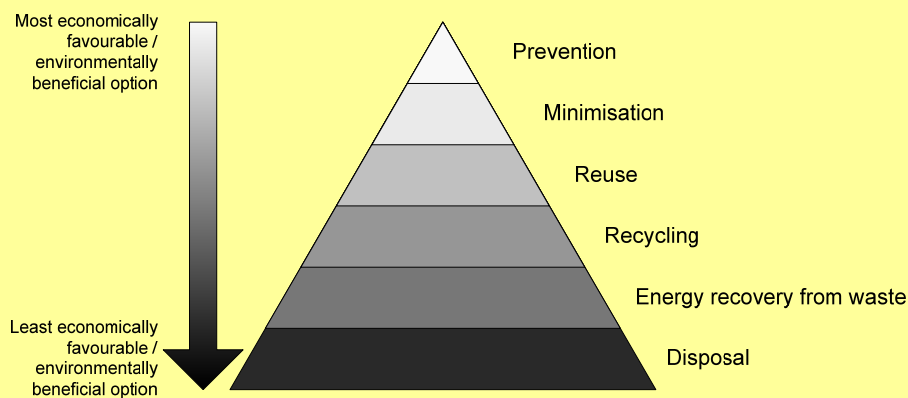 Most economically
favourable /
environmentally
beneficial option
Prevention
Minimisation
Reuse
Recycling
Energy recovery from waste
Least economically
favourable /
environmentally
beneficial option
Disposal